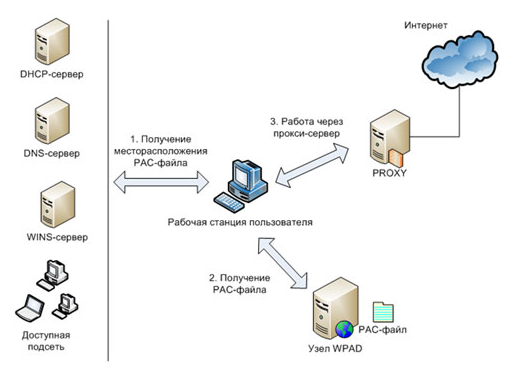 Интернет
DHCP-сервер
DNS-сервер
WINS-сервер
Доступная
подсеть
1. Получение
месторасположения
PAC-файла
Рабочая станция пользователя
3. Работа через
прокси-сервер
PROXY
2. Получение
PAC-файла
PAC-файл
Узел WPAD